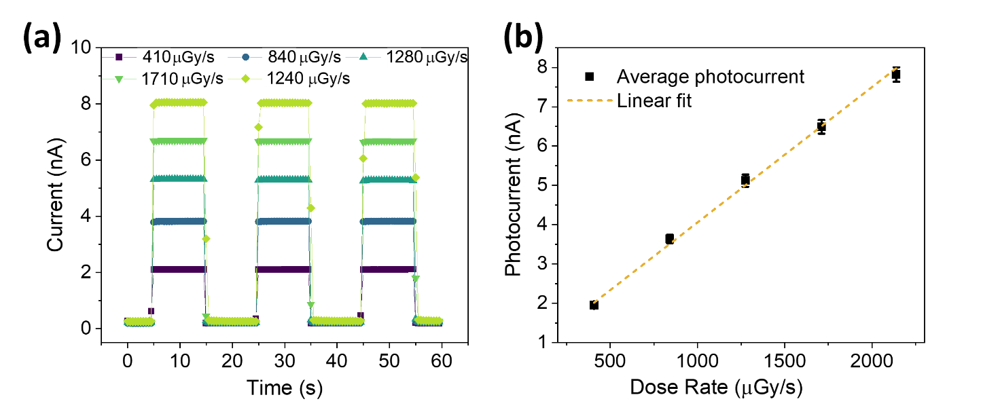 (a)
10
8
6
4
2
0
Current (nA)
410 μGy/s 840 μGy/s 1280 μGy/s
1710 μGy/s 1240 μGy/s
0 10 20 30 40 50 60
Time (s)
(b)
8
7
6
5
4
3
2
1
Photocurrent (nA)
Average photocurrent
Linear fit
500 1000 1500 2000
Dose Rate (μGy/s)